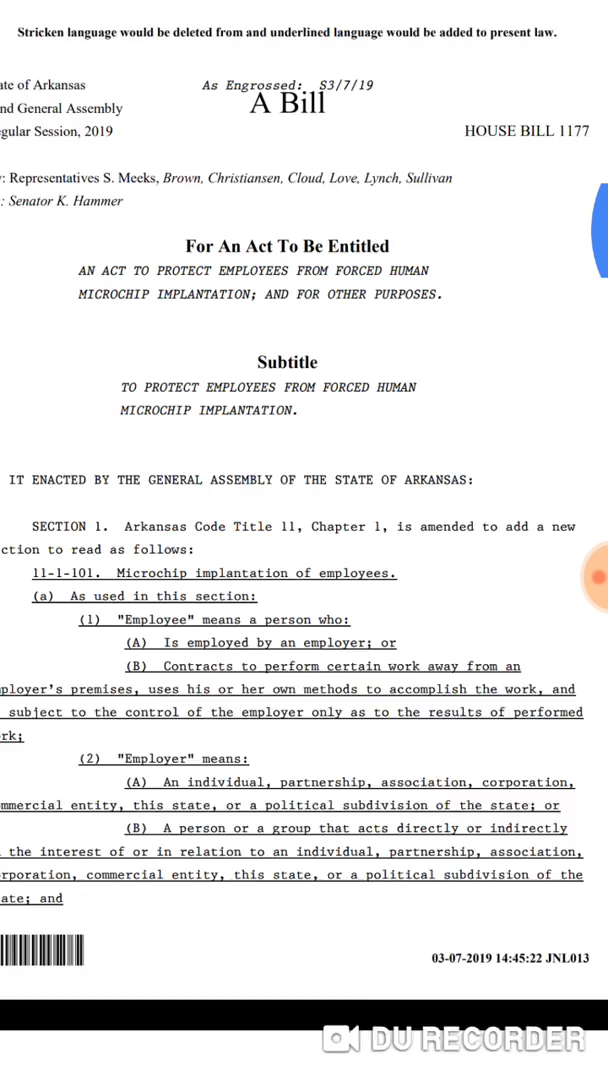 Stricken language would be deleted from and underlined language would be added to present law.
ate of Arkansas
As Engrossed: S3/7/19
nd General Assembly
A Bill
egular Session, 2019
HOUSE BILL 1177
: Representatives S. Meeks, Brown, Christiansen, Cloud, Love, Lynch, Sullivan
: Senator K. Hammer
For An Act To Be Entitled
AN ACT TO PROTECT EMPLOYEES FROM FORCED HUMAN
MICROCHIP IMPLANTATION; AND FOR OTHER PURPOSES.
Subtitle
TO PROTECT EMPLOYEES FROM FORCED HUMAN
MICROCHIP IMPLANTATION.
IT ENACTED BY THE GENERAL ASSEMBLY OF THE STATE OF ARKANSAS:
SECTION 1. Arkansas Code Title 11, Chapter 1, is amended to add a new
ction to read as follows:
11-1-101. Microchip implantation of employees.
(a) As used in this section:
(1) "Employee" means a person who:
(A) Is employed by an employer; or
(B) Contracts to perform certain work away from an
ployer's premises, uses his or her own methods to accomplish the work, and
subject to the control of the employer only as to the results of performed
rk;
(2) "Employer" means:
(A) An individual, partnership, association, corporation,
mmercial entity, this state, or a political subdivision of the state; or
(B) A person or a group that acts directly or indirectly
the interest of or in relation to an individual, partnership, association,
rporation, commercial entity, this state, or a political subdivision of the
ate; and
03-07-2019 14:45:22 JNL013
DU RECORDER